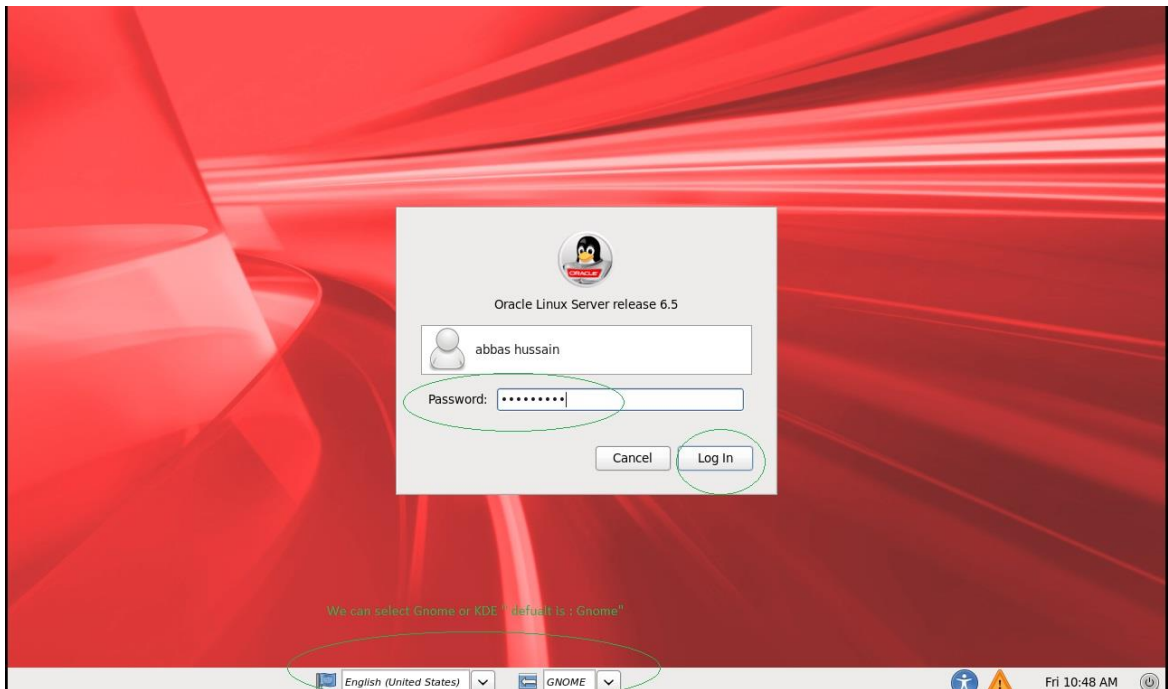 ORACLE
Oracle Linux Server release 6.5
abbas hussain
Password: •••••••••
Cancel Log In
We can select Gnome or KDE " defualt is : Gnome"
English (United States) GNOME Fri 10:48 AM